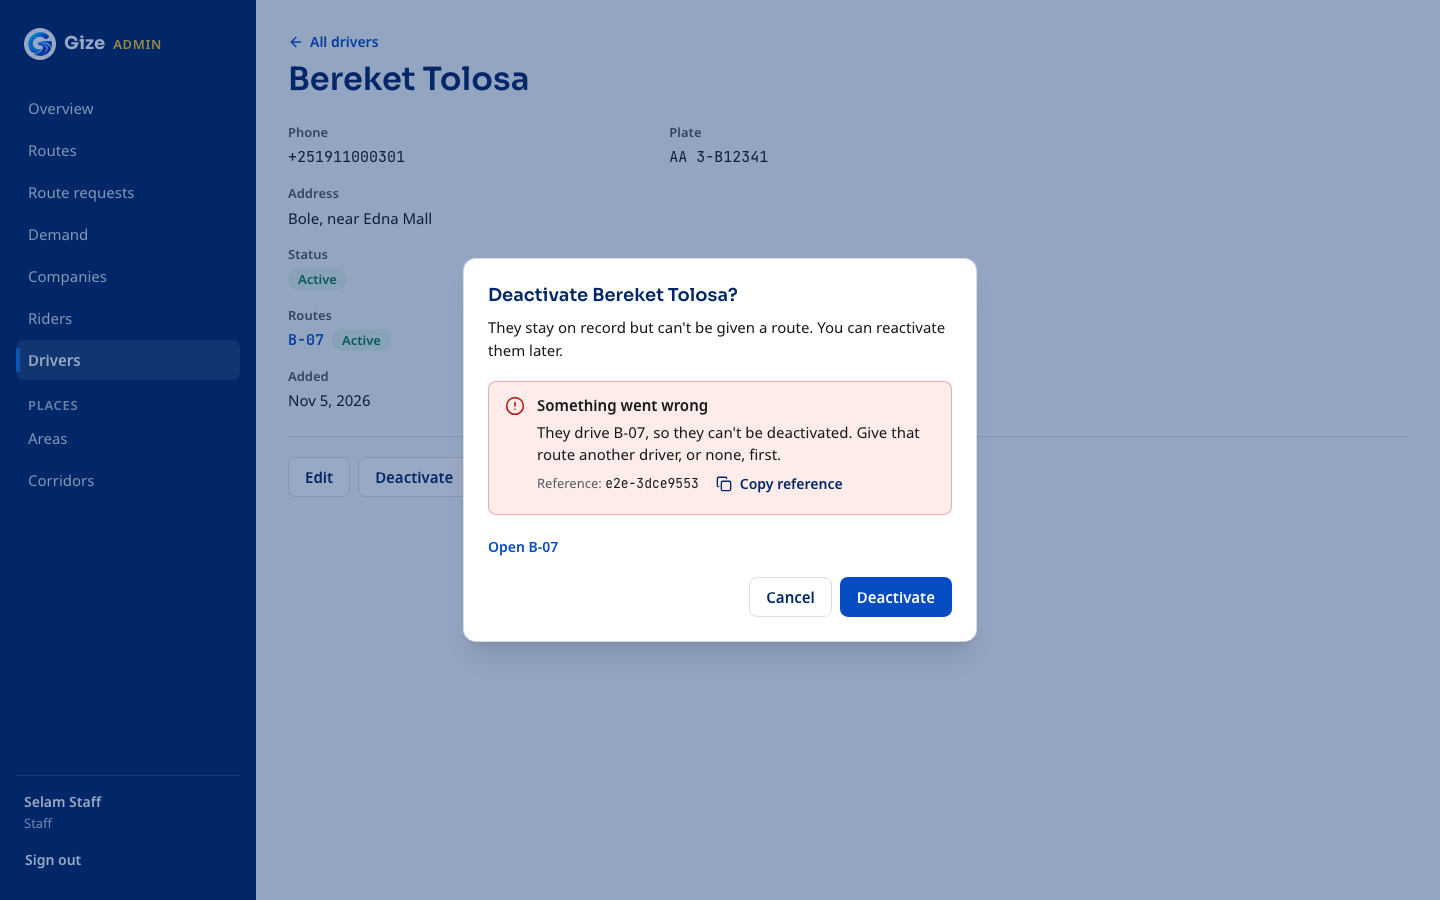 Gize ADMIN
Overview
Routes
Route requests
Demand
Companies
Riders
Drivers
PLACES
Areas
Corridors
Selam Staff
Staff
Sign out
All drivers
Bereket Tolosa
Phone
+251911000301
Plate
AA 3-B12341
Address
Bole, near Edna Mall
Status
Active
Routes
B-07 Active
Added
Nov 5, 2026
Edit
Deactivate
Deactivate Bereket Tolosa?
They stay on record but can't be given a route. You can reactivate
them later.
Something went wrong
They drive B-07, so they can't be deactivated. Give that
route another driver, or none, first.
Reference: e2e-3dce9553 Copy reference
Open B-07
Cancel
Deactivate